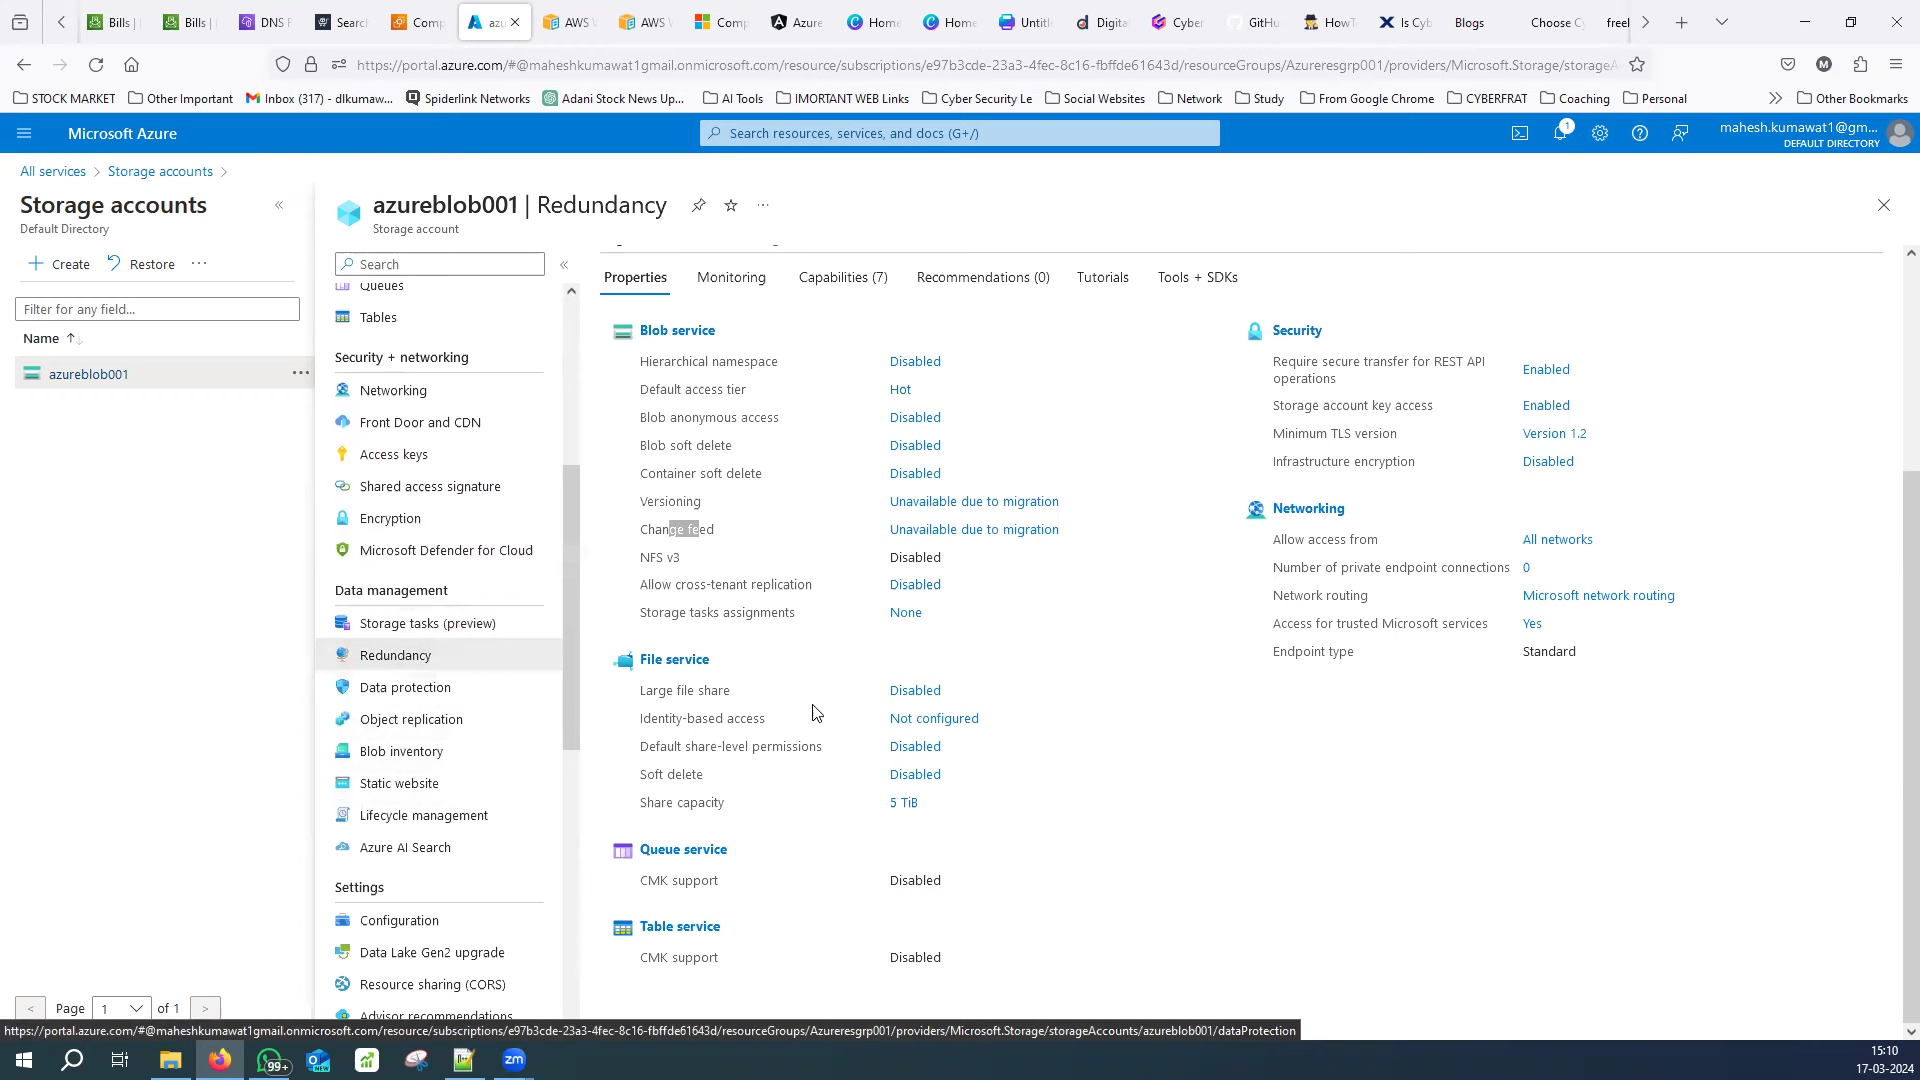 Bills |
Bills |
DNS F
Search
Comp
azu
AWS V
AWS V
Comp
Azure
Home
Home
Untitl
Digita
Cyber
GitHu
HowT
Is Cyb
Blogs
Choose Cy
freel
https://portal.azure.com/#@maheshkumawat1gmail.onmicrosoft.com/resource/subscriptions/e97b3cde-23a3-4fec-8c16-fbffde61643d/resourceGroups/Azureresgrp001/providers/Microsoft.Storage/storageA
STOCK MARKET
Other Important
Inbox (317) - dlkumaw...
Spiderlink Networks
Adani Stock News Up...
AI Tools
IMORTANT WEB Links
Cyber Security Le
Social Websites
Network
Study
From Google Chrome
CYBERFRAT
Coaching
Personal
Other Bookmarks
Microsoft Azure
Search resources, services, and docs (G+/)
1
mahesh.kumawat1@gm...
DEFAULT DIRECTORY
All services > Storage accounts >
Storage accounts
Default Directory
Create
Restore
Filter for any field...
Name
azureblob001
Page 1 of 1
azureblob001 | Redundancy
Storage account
Search
Queues
Tables
Security + networking
Networking
Front Door and CDN
Access keys
Shared access signature
Encryption
Microsoft Defender for Cloud
Data management
Storage tasks (preview)
Redundancy
Data protection
Object replication
Blob inventory
Static website
Lifecycle management
Azure AI Search
Settings
Configuration
Data Lake Gen2 upgrade
Resource sharing (CORS)
Advisor recommendations
Properties
Monitoring
Capabilities (7)
Recommendations (0)
Tutorials
Tools + SDKs
Blob service
Hierarchical namespace Disabled
Default access tier Hot
Blob anonymous access Disabled
Blob soft delete Disabled
Container soft delete Disabled
Versioning Unavailable due to migration
Change feed Unavailable due to migration
NFS v3 Disabled
Allow cross-tenant replication Disabled
Storage tasks assignments None
File service
Large file share Disabled
Identity-based access Not configured
Default share-level permissions Disabled
Soft delete Disabled
Share capacity 5 TiB
Queue service
CMK support Disabled
Table service
CMK support Disabled
Security
Require secure transfer for REST API
operations Enabled
Storage account key access Enabled
Minimum TLS version Version 1.2
Infrastructure encryption Disabled
Networking
Allow access from All networks
Number of private endpoint connections 0
Network routing Microsoft network routing
Access for trusted Microsoft services Yes
Endpoint type Standard
https://portal.azure.com/#@maheshkumawat1gmail.onmicrosoft.com/resource/subscriptions/e97b3cde-23a3-4fec-8c16-fbffde61643d/resourceGroups/Azureresgrp001/providers/Microsoft.Storage/storageAccounts/azureblob001/dataProtection
99+
zm
15:10
17-03-2024